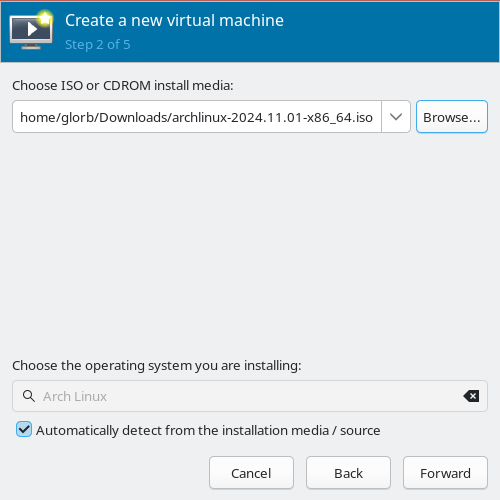 Create a new virtual machine
Step 2 of 5
Choose ISO or CDROM install media:
home/glorb/Downloads/archlinux-2024.11.01-x86_64.iso
Browse...
Choose the operating system you are installing:
Arch Linux
Automatically detect from the installation media / source
Cancel
Back
Forward